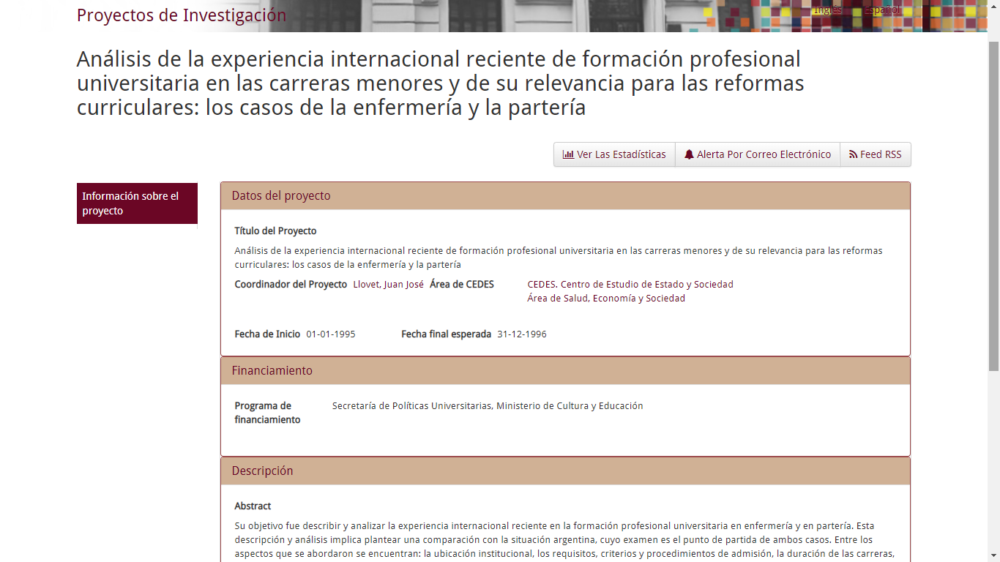 Proyectos de Investigación
Inglés Español
Análisis de la experiencia internacional reciente de formación profesional
universitaria en las carreras menores y de su relevancia para las reformas
curriculares: los casos de la enfermería y la partería
Ver Las Estadísticas Alerta Por Correo Electrónico Feed RSS
Información sobre el
proyecto
Datos del proyecto
Título del Proyecto
Análisis de la experiencia internacional reciente de formación profesional universitaria en las carreras menores y de su relevancia para las reformas
curriculares: los casos de la enfermería y la partería
Coordinador del Proyecto Llovet, Juan José Área de CEDES CEDES. Centro de Estudio de Estado y Sociedad
Área de Salud, Economía y Sociedad
Fecha de Inicio 01-01-1995 Fecha final esperada 31-12-1996
Financiamiento
Programa de Secretaría de Políticas Universitarias, Ministerio de Cultura y Educación
financiamiento
Descripción
Abstract
Su objetivo fue describir y analizar la experiencia internacional reciente en la formación profesional universitaria en enfermería y en partería. Esta
descripción y análisis implica plantear una comparación con la situación argentina, cuyo examen es el punto de partida de ambos casos. Entre los
aspectos que se abordaron se encuentran: la ubicación institucional, los requisitos, criterios y procedimientos de admisión, la duración de las carreras,